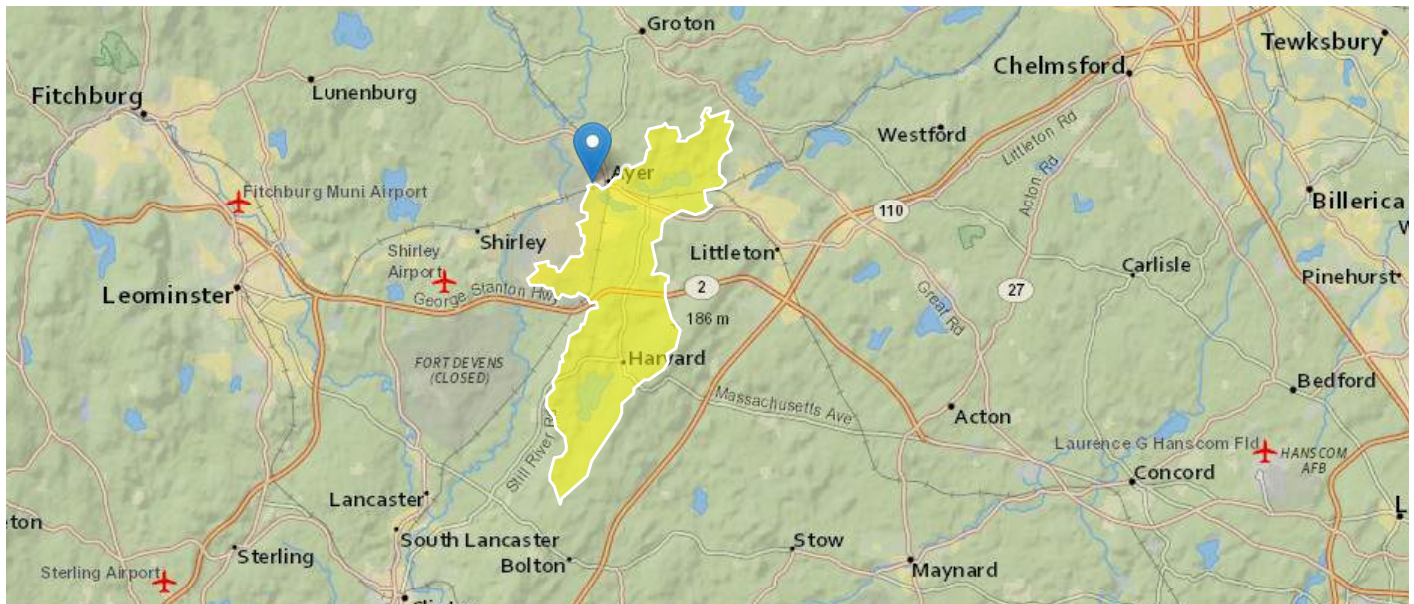 Groton
Tewksbury
Chelmsford
Fitchburg
Lunenburg
Westford
Littleton Rd
Ayer
Acton Rd
Fitchburg Muni Airport
Billerica
110
Shirley
Littleton
Shirley
Airport
Carlisle
Pinehurst
Leominster
George Stanton Hwy
2
27
Great Rd
186 m
FORT DEVENS
(CLOSED)
Harvard
Bedford
Massachusetts Ave
Acton
Still River Rd
Laurence G Hanscom Fld
HANSCOM
AFB
Concord
Lancaster
eton
South Lancaster
Stow
Sterling
Bolton
Maynard
Sterling Airport